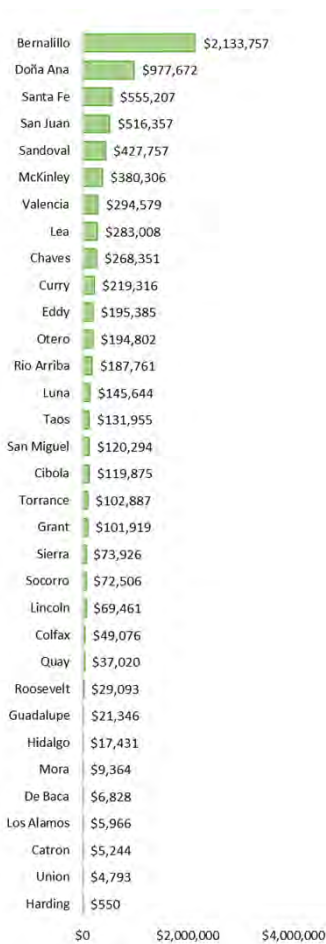 Bernalillo $2,133,757
Doña Ana $977,672
Santa Fe $555,207
San Juan $516,357
Sandoval $427,757
McKinley $380,306
Valencia $294,579
Lea $283,008
Chaves $268,351
Curry $219,316
Eddy $195,385
Otero $194,802
Rio Arriba $187,761
Luna $145,644
Taos $131,955
San Miguel $120,294
Cibola $119,875
Torrance $102,887
Grant $101,919
Sierra $73,926
Socorro $72,506
Lincoln $69,461
Colfax $49,076
Quay $37,020
Roosevelt $29,093
Guadalupe $21,346
Hidalgo $17,431
Mora $9,364
De Baca $6,828
Los Alamos $5,966
Catron $5,244
Union $4,793
Harding $550
$0 $2,000,000 $4,000,000